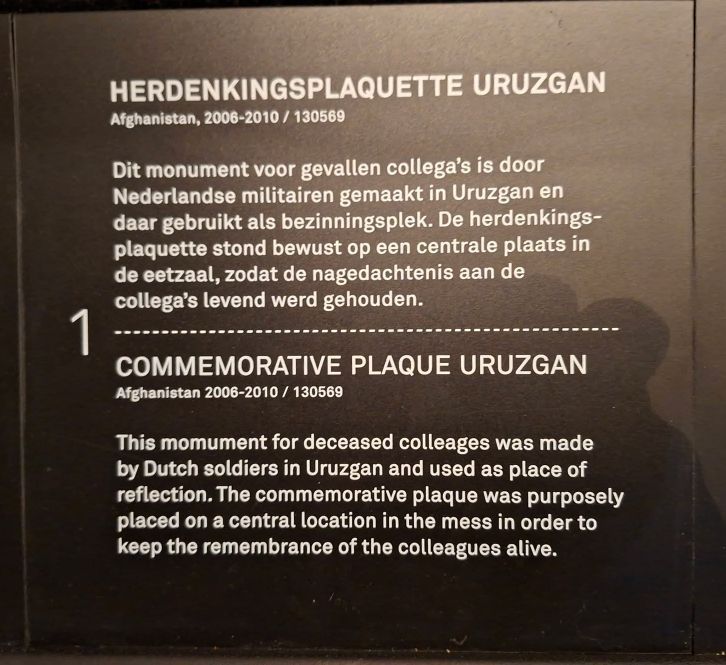 HERDENKINGSPLAQUETTE URUZGAN
Afghanistan, 2006-2010 / 130569
Dit monument voor gevallen collega's is door
Nederlandse militairen gemaakt in Uruzgan en
daar gebruikt als bezinningsplek. De herdenkings-
plaquette stond bewust op een centrale plaats in
de eetzaal, zodat de nagedachtenis aan de
collega's levend werd gehouden.
1
COMMEMORATIVE PLAQUE URUZGAN
Afghanistan 2006-2010 / 130569
This momument for deceased colleages was made
by Dutch soldiers in Uruzgan and used as place of
reflection. The commemorative plaque was purposely
placed on a central location in the mess in order to
keep the remembrance of the colleagues alive.